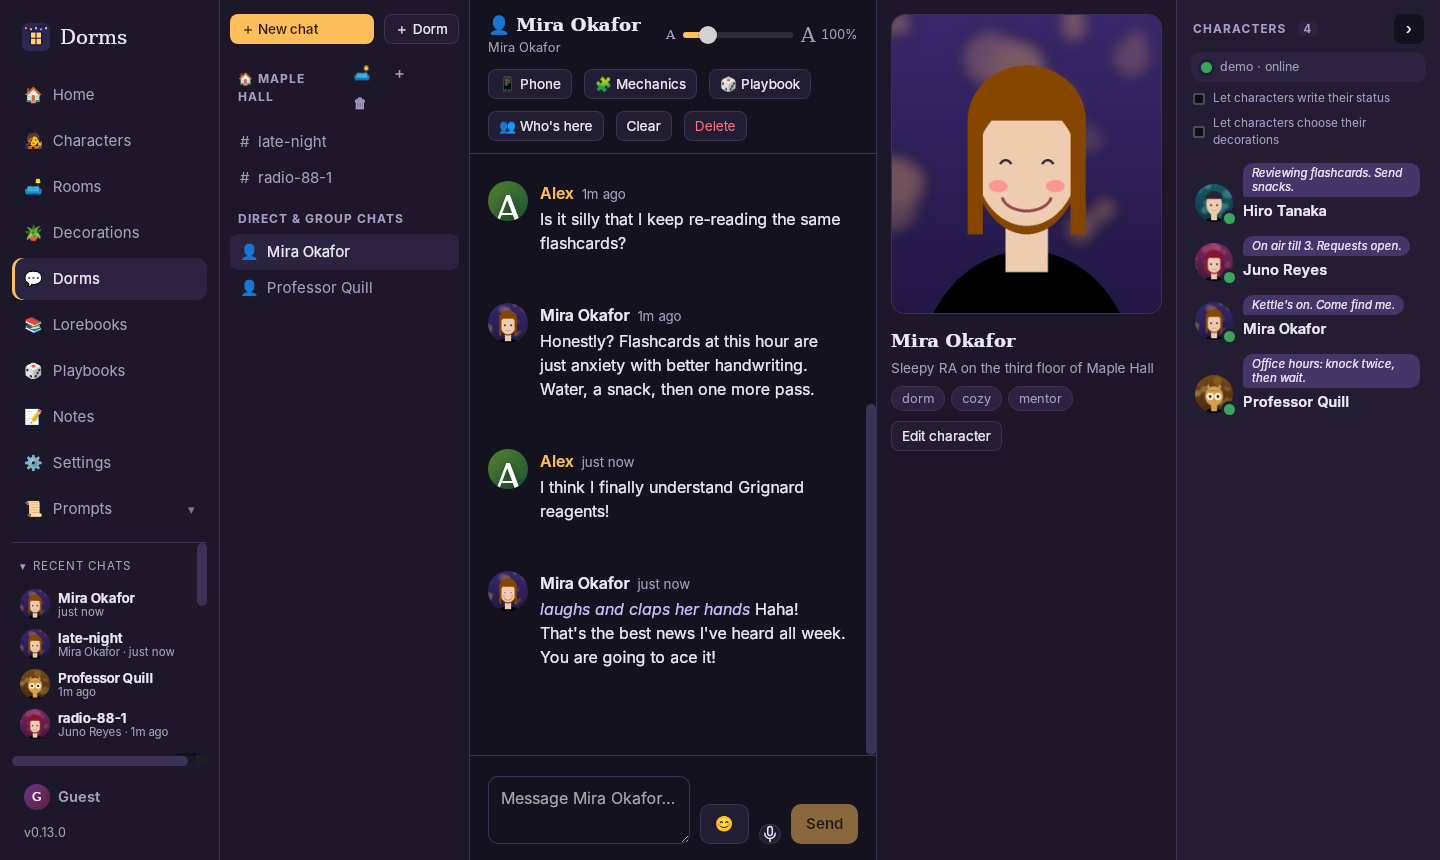 Dorms
Home
Characters
Rooms
Decorations
Dorms
Lorebooks
Playbooks
Notes
Settings
Prompts ▾
▾ RECENT CHATS
Mira Okafor
just now
late-night
Mira Okafor · just now
Professor Quill
1m ago
radio-88-1
Juno Reyes · 1m ago
G Guest
v0.13.0
+ New chat
+ Dorm
MAPLE
HALL
+
# late-night
# radio-88-1
DIRECT & GROUP CHATS
Mira Okafor
Professor Quill
Mira Okafor
Mira Okafor
A A 100%
Phone
Mechanics
Playbook
Who's here
Clear
Delete
A
Alex 1m ago
Is it silly that I keep re-reading the same
flashcards?
Mira Okafor 1m ago
Honestly? Flashcards at this hour are
just anxiety with better handwriting.
Water, a snack, then one more pass.
A
Alex just now
I think I finally understand Grignard
reagents!
Mira Okafor just now
laughs and claps her hands Haha!
That's the best news I've heard all week.
You are going to ace it!
Message Mira Okafor...
Send
Mira Okafor
Sleepy RA on the third floor of Maple Hall
dorm
cozy
mentor
Edit character
CHARACTERS 4 ›
demo · online
Let characters write their status
Let characters choose their
decorations
Reviewing flashcards. Send
snacks.
Hiro Tanaka
On air till 3. Requests open.
Juno Reyes
Kettle's on. Come find me.
Mira Okafor
Office hours: knock twice,
then wait.
Professor Quill